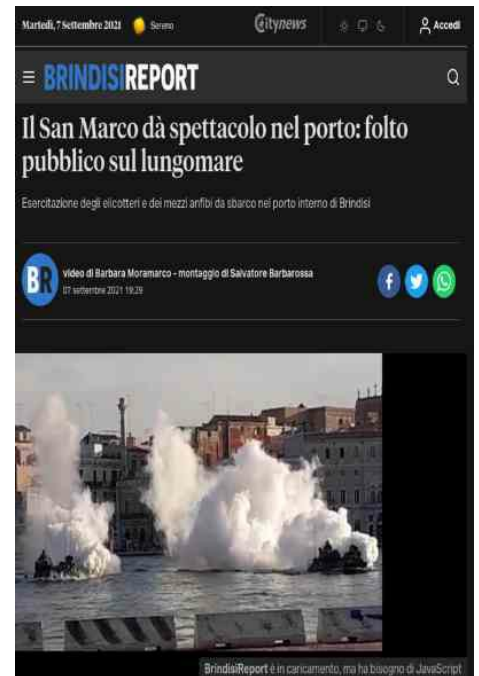 Martedì, 7 Settembre 2021 Sereno Citynews Accedi
BRINDISIREPORT
Il San Marco dà spettacolo nel porto: folto
pubblico sul lungomare
Esercitazione degli elicotteri e dei mezzi anfibi da sbarco nel porto interno di Brindisi
BR
video di Barbara Moramarco - montaggio di Salvatore Barbarossa
07 settembre 2021 19:29
BrindisiReport è in caricamento, ma ha bisogno di JavaScript